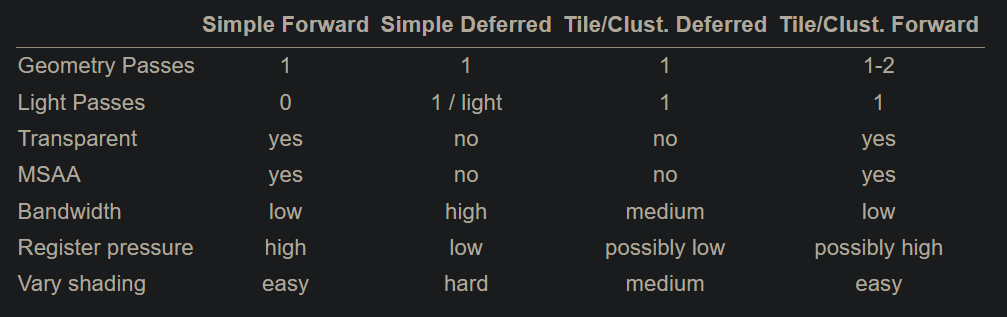 Simple Forward Simple Deferred Tile/Clust. Deferred Tile/Clust. Forward
Geometry Passes 1 1 1 1-2
Light Passes 0 1 / light 1 1
Transparent yes no no yes
MSAA yes no no yes
Bandwidth low high medium low
Register pressure high low possibly low possibly high
Vary shading easy hard medium easy